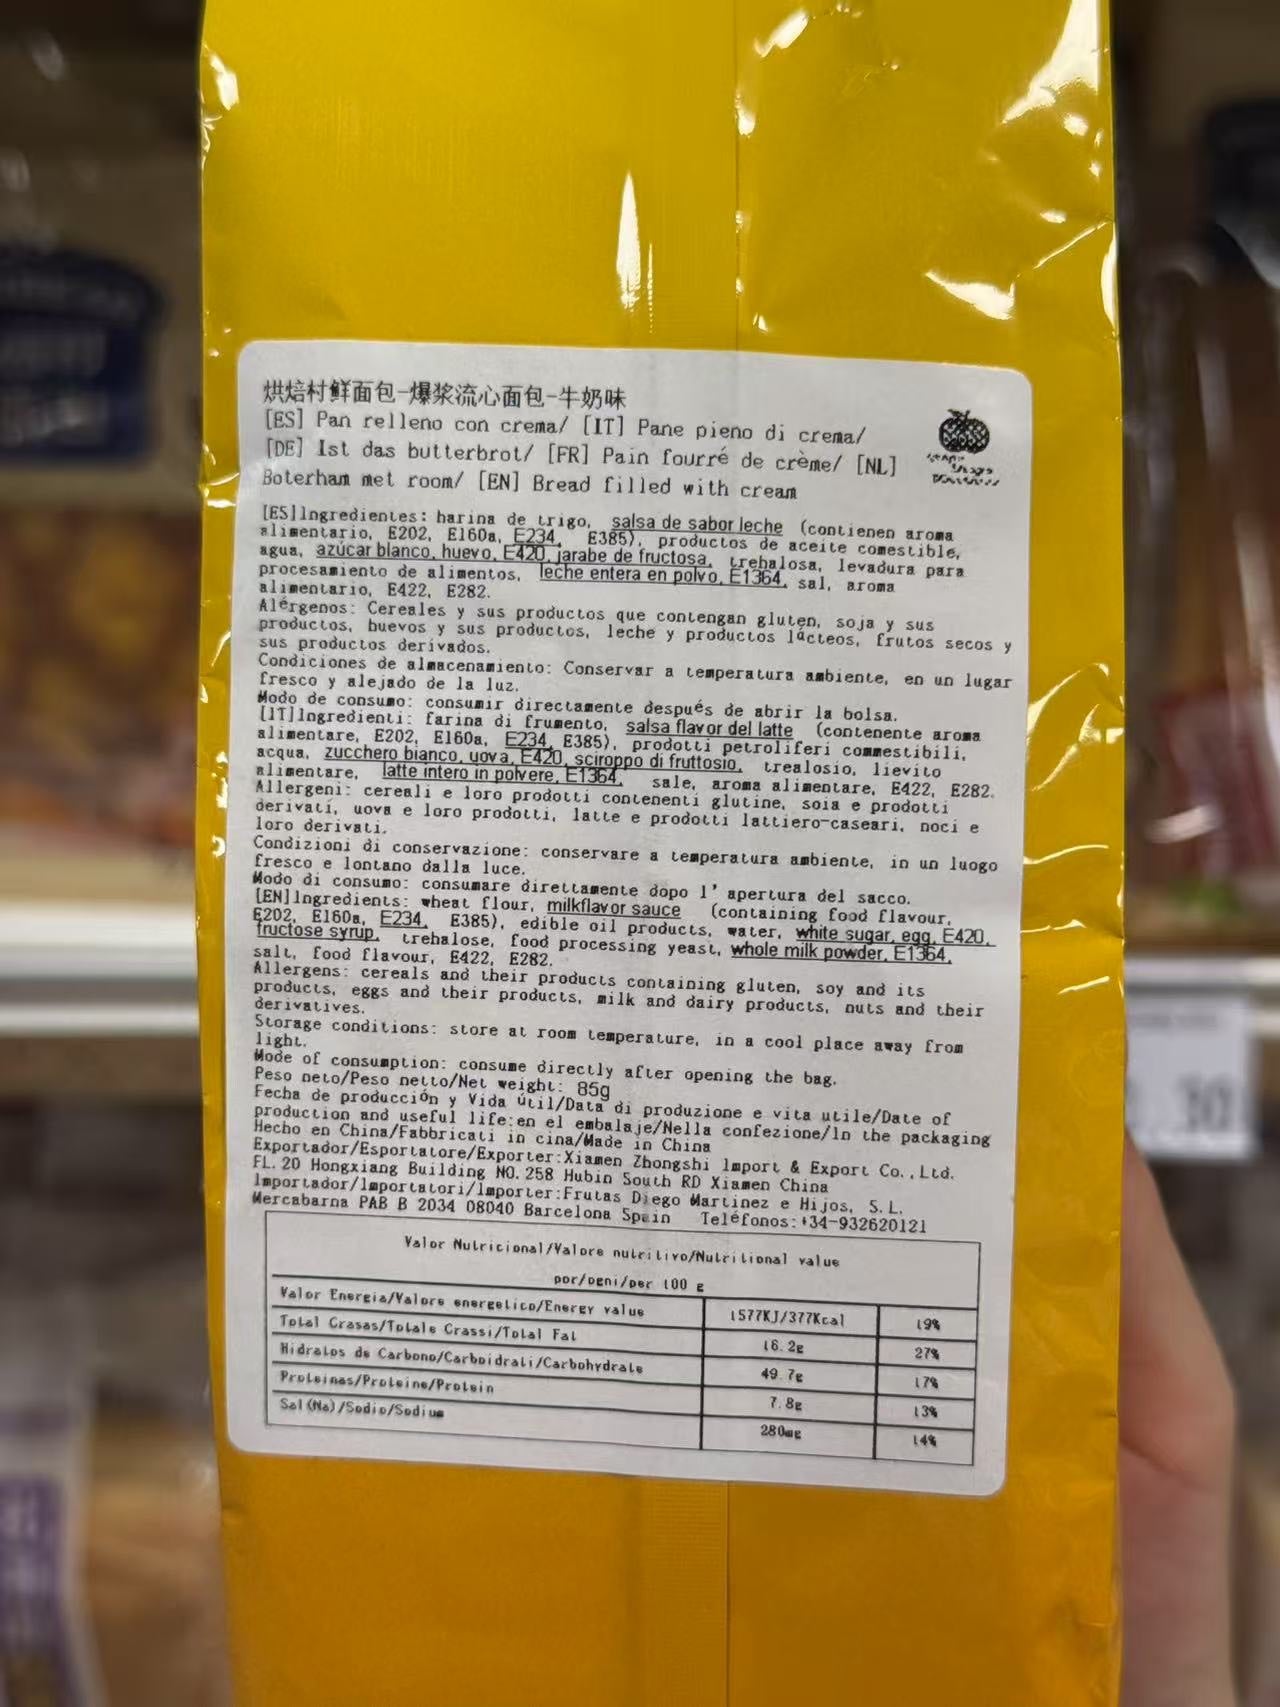 烘焙村鲜面包-爆浆流心面包-牛奶味
[ES] Pan relleno con crema/ [IT] Pane pieno di crema/
[DE] Ist das butterbrot/ [FR] Pain fourré de crème/ [NL]
Boterham met room/ [EN] Bread filled with cream
[ES]Ingredientes: harina de trigo, salsa de sabor leche (contienen aroma
alimentario, E202, E160a, E234, E385), productos de aceite comestible,
agua, azúcar blanco, huevo, E420, jarabe de fructosa, trehalosa, levadura para
procesamiento de alimentos, leche entera en polvo, E1364, sal, aroma
alimentario, E422, E282.
Alérgenos: Cereales y sus productos que contengan gluten, soja y sus
productos, huevos y sus productos, leche y productos lácteos, frutos secos y
sus productos derivados.
Condiciones de almacenamiento: Conservar a temperatura ambiente, en un lugar
fresco y alejado de la luz.
Modo de consumo: consumir directamente después de abrir la bolsa.
[IT]Ingredienti: farina di frumento, salsa flavor del latte (contenente aroma
alimentare, E202, E160a, E234, E385), prodotti petroliferi commestibili,
acqua, zucchero bianco, uova, E420, sciroppo di fruttosio, trealosio, lievito
alimentare, latte intero in polvere, E1364, sale, aroma alimentare, E422, E282.
Allergeni: cereali e loro prodotti contenenti glutine, soia e prodotti
derivati, uova e loro prodotti, latte e prodotti lattiero-caseari, noci e
loro derivati.
Condizioni di conservazione: conservare a temperatura ambiente, in un luogo
fresco e lontano dalla luce.
Modo di consumo: consumare direttamente dopo l' apertura del sacco.
[EN]Ingredients: wheat flour, milkflavor sauce (containing food flavour,
E202, E160a, E234, E385), edible oil products, water, white sugar, egg, E420,
fructose syrup, trehalose, food processing yeast, whole milk powder, E1364,
salt, food flavour, E422, E282.
Allergens: cereals and their products containing gluten, soy and its
products, eggs and their products, milk and dairy products, nuts and their
derivatives.
Storage conditions: store at room temperature, in a cool place away from
light.
Mode of consumption: consume directly after opening the bag.
Peso neto/Peso netto/Net weight: 85g
Fecha de producción y Vida útil/Data di produzione e vita utile/Date of
production and useful life:en el embalaje/Nella confezione/In the packaging
Hecho en China/Fabbricati in cina/Made in China
Exportador/Esportatore/Exporter:Xiamen Zhongshi Import & Export Co.,Ltd.
FL. 20 Hongxiang Building NO. 258 Hubin South RD Xiamen China
Importador/Importatori/Importer:Frutas Diego Martinez e Hijos, S.L.
Mercabarna PAB B 2034 08040 Barcelona Spain Teléfonos:+34-932620121
Valor Nutricional/Valore nutritivo/Nutritional value
por/ogni/per 100 g
Valor Energia/Valore energetico/Energy value 1577KJ/377Kcal 19%
Total Grasas/Totale Grassi/Total Fat 16.2g 27%
Hidratos de Carbono/Carboidrati/Carbohydrate 49.7g 17%
Proteinas/Proteine/Protein 7.8g 13%
Sal(Na)/Sodio/Sodium 280mg 14%